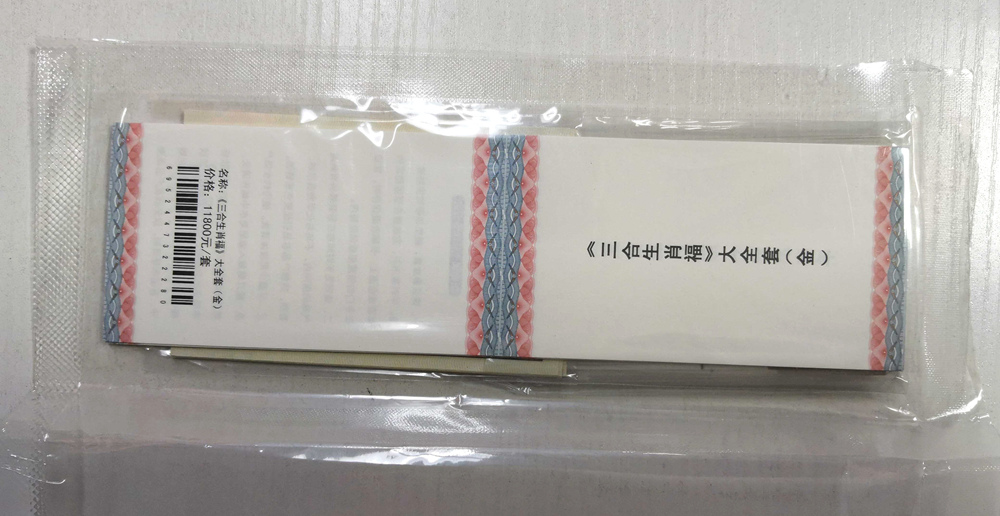 名称：《三合生肖福》大全套（金）
价格：11800元/套
6952447322280
《三合生肖福》大全套（金）